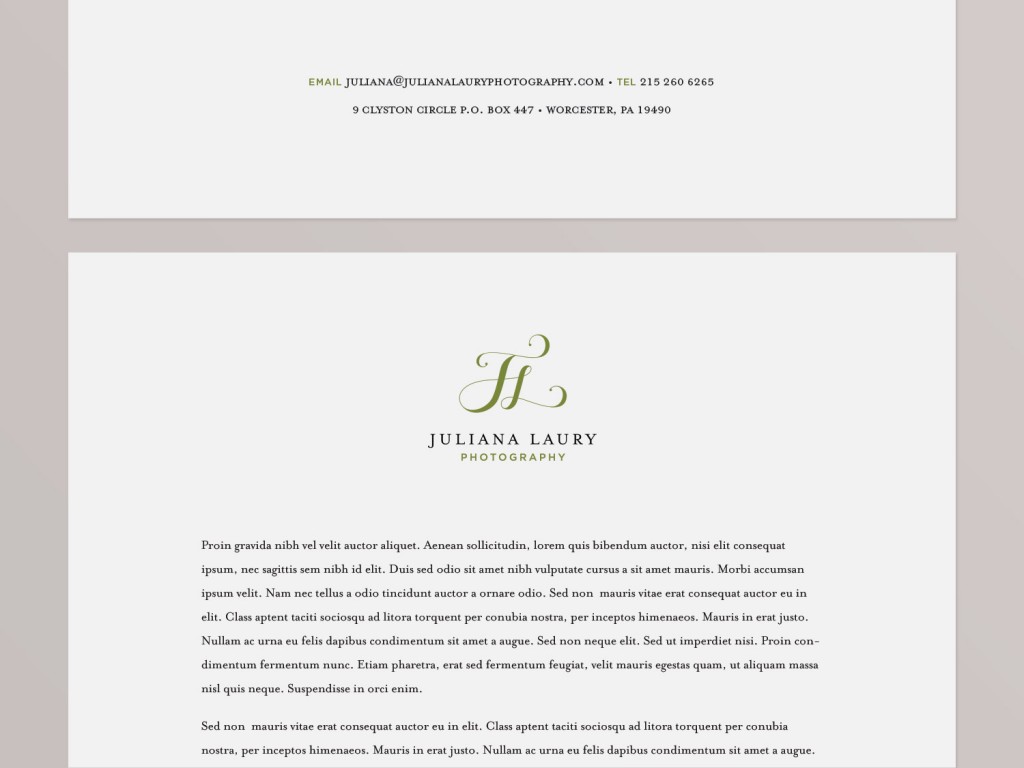 EMAIL JULIANA@JULIANALAURYPHOTOGRAPHY.COM • TEL 215 260 6265
9 CLYSTON CIRCLE P.O. BOX 447 • WORCESTER, PA 19490
JL
JULIANA LAURY
PHOTOGRAPHY
Proin gravida nibh vel velit auctor aliquet. Aenean sollicitudin, lorem quis bibendum auctor, nisi elit consequat
ipsum, nec sagittis sem nibh id elit. Duis sed odio sit amet nibh vulputate cursus a sit amet mauris. Morbi accumsan
ipsum velit. Nam nec tellus a odio tincidunt auctor a ornare odio. Sed non  mauris vitae erat consequat auctor eu in
elit. Class aptent taciti sociosqu ad litora torquent per conubia nostra, per inceptos himenaeos. Mauris in erat justo.
Nullam ac urna eu felis dapibus condimentum sit amet a augue. Sed non neque elit. Sed ut imperdiet nisi. Proin con-
dimentum fermentum nunc. Etiam pharetra, erat sed fermentum feugiat, velit mauris egestas quam, ut aliquam massa
nisl quis neque. Suspendisse in orci enim.
Sed non  mauris vitae erat consequat auctor eu in elit. Class aptent taciti sociosqu ad litora torquent per conubia
nostra, per inceptos himenaeos. Mauris in erat justo. Nullam ac urna eu felis dapibus condimentum sit amet a augue.